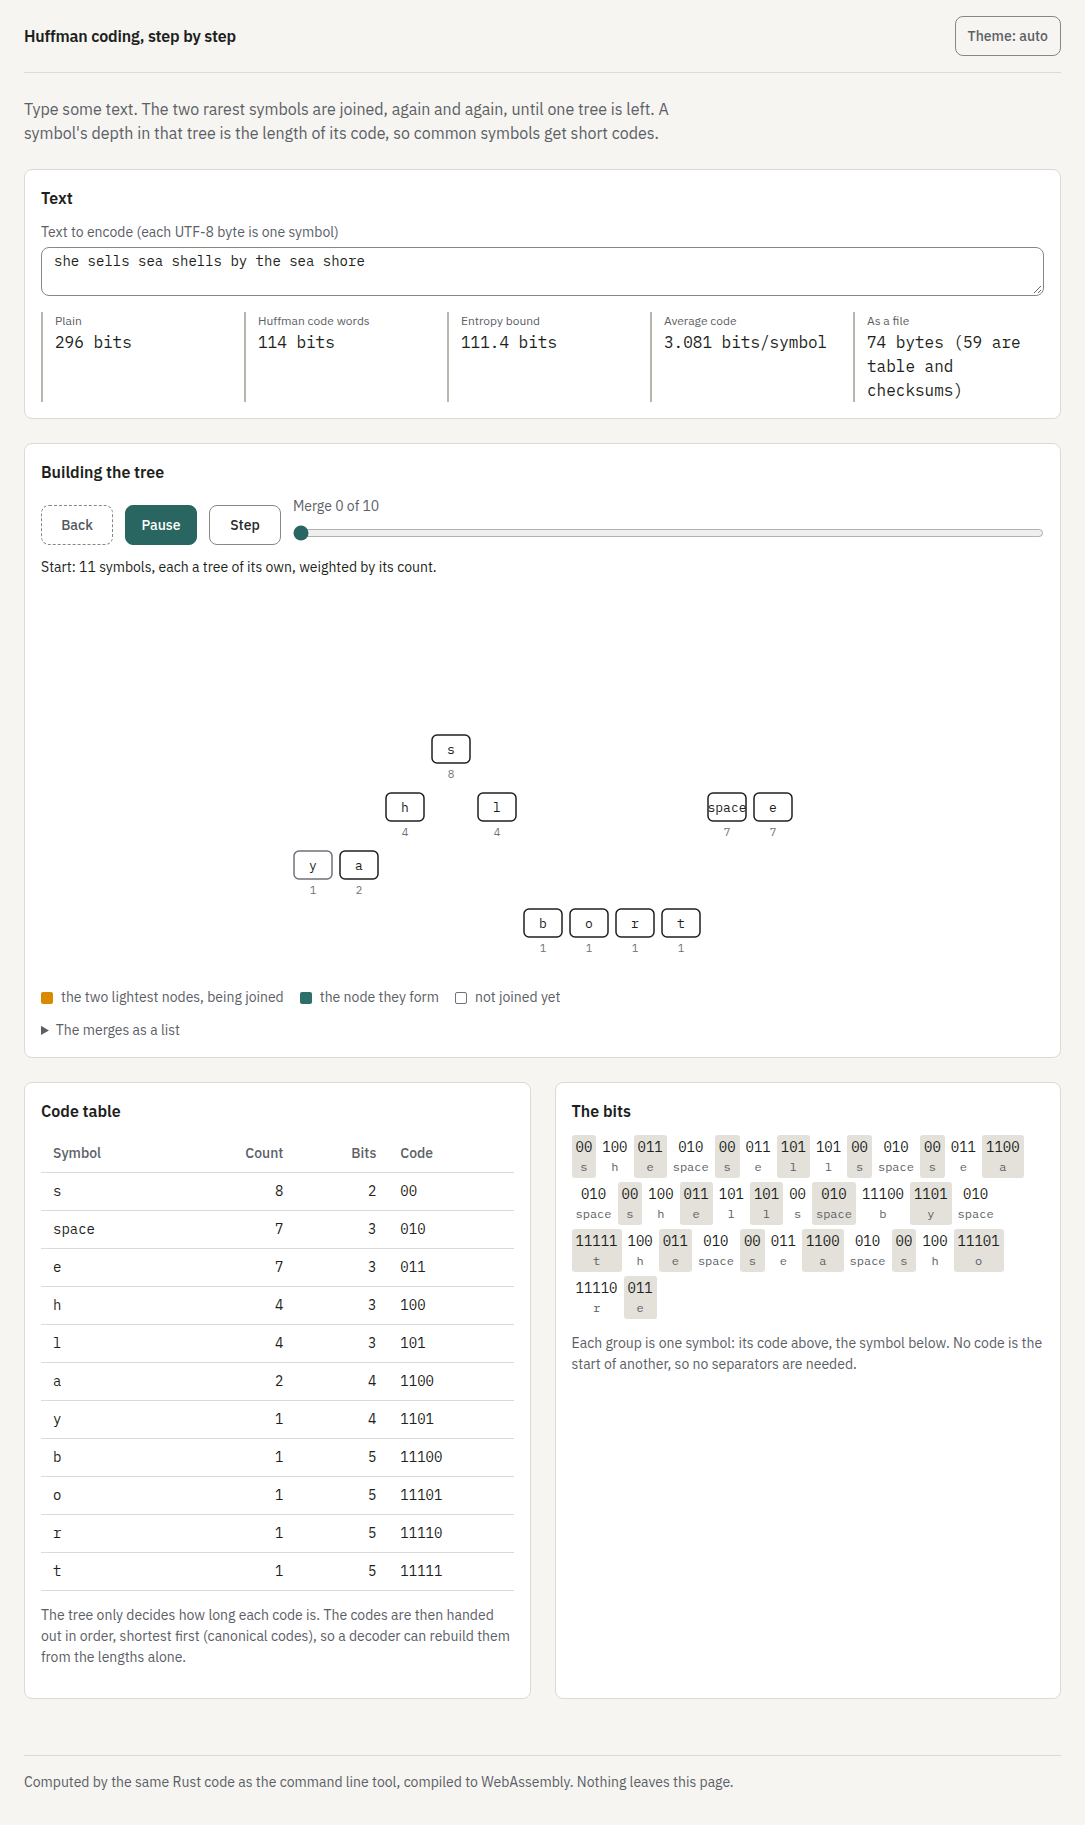 Huffman coding, step by step
Theme: auto
Type some text. The two rarest symbols are joined, again and again, until one tree is left. A
symbol's depth in that tree is the length of its code, so common symbols get short codes.
Text
Text to encode (each UTF-8 byte is one symbol)
she sells sea shells by the sea shore
Plain
296 bits
Huffman code words
114 bits
Entropy bound
111.4 bits
Average code
3.081 bits/symbol
As a file
74 bytes (59 are
table and
checksums)
Building the tree
Back
Pause
Step
Merge 0 of 10
Start: 11 symbols, each a tree of its own, weighted by its count.
s
8
h l space e
4 4 7 7
y a
1 2
b o r t
1 1 1 1
the two lightest nodes, being joined
the node they form
not joined yet
The merges as a list
Code table
Symbol Count Bits Code
s 8 2 00
space 7 3 010
e 7 3 011
h 4 3 100
l 4 3 101
a 2 4 1100
y 1 4 1101
b 1 5 11100
o 1 5 11101
r 1 5 11110
t 1 5 11111
The tree only decides how long each code is. The codes are then handed
out in order, shortest first (canonical codes), so a decoder can rebuild them
from the lengths alone.
The bits
00 100 011 010 00 011 101 101 00 010 00 011 1100
s h e space s e l l s space s e a
010 00 100 011 101 101 00 010 11100 1101 010
space s h e l l s space b y space
11111 100 011 010 00 011 1100 010 00 100 11101
t h e space s e a space s h o
11110 011
r e
Each group is one symbol: its code above, the symbol below. No code is the
start of another, so no separators are needed.
Computed by the same Rust code as the command line tool, compiled to WebAssembly. Nothing leaves this page.